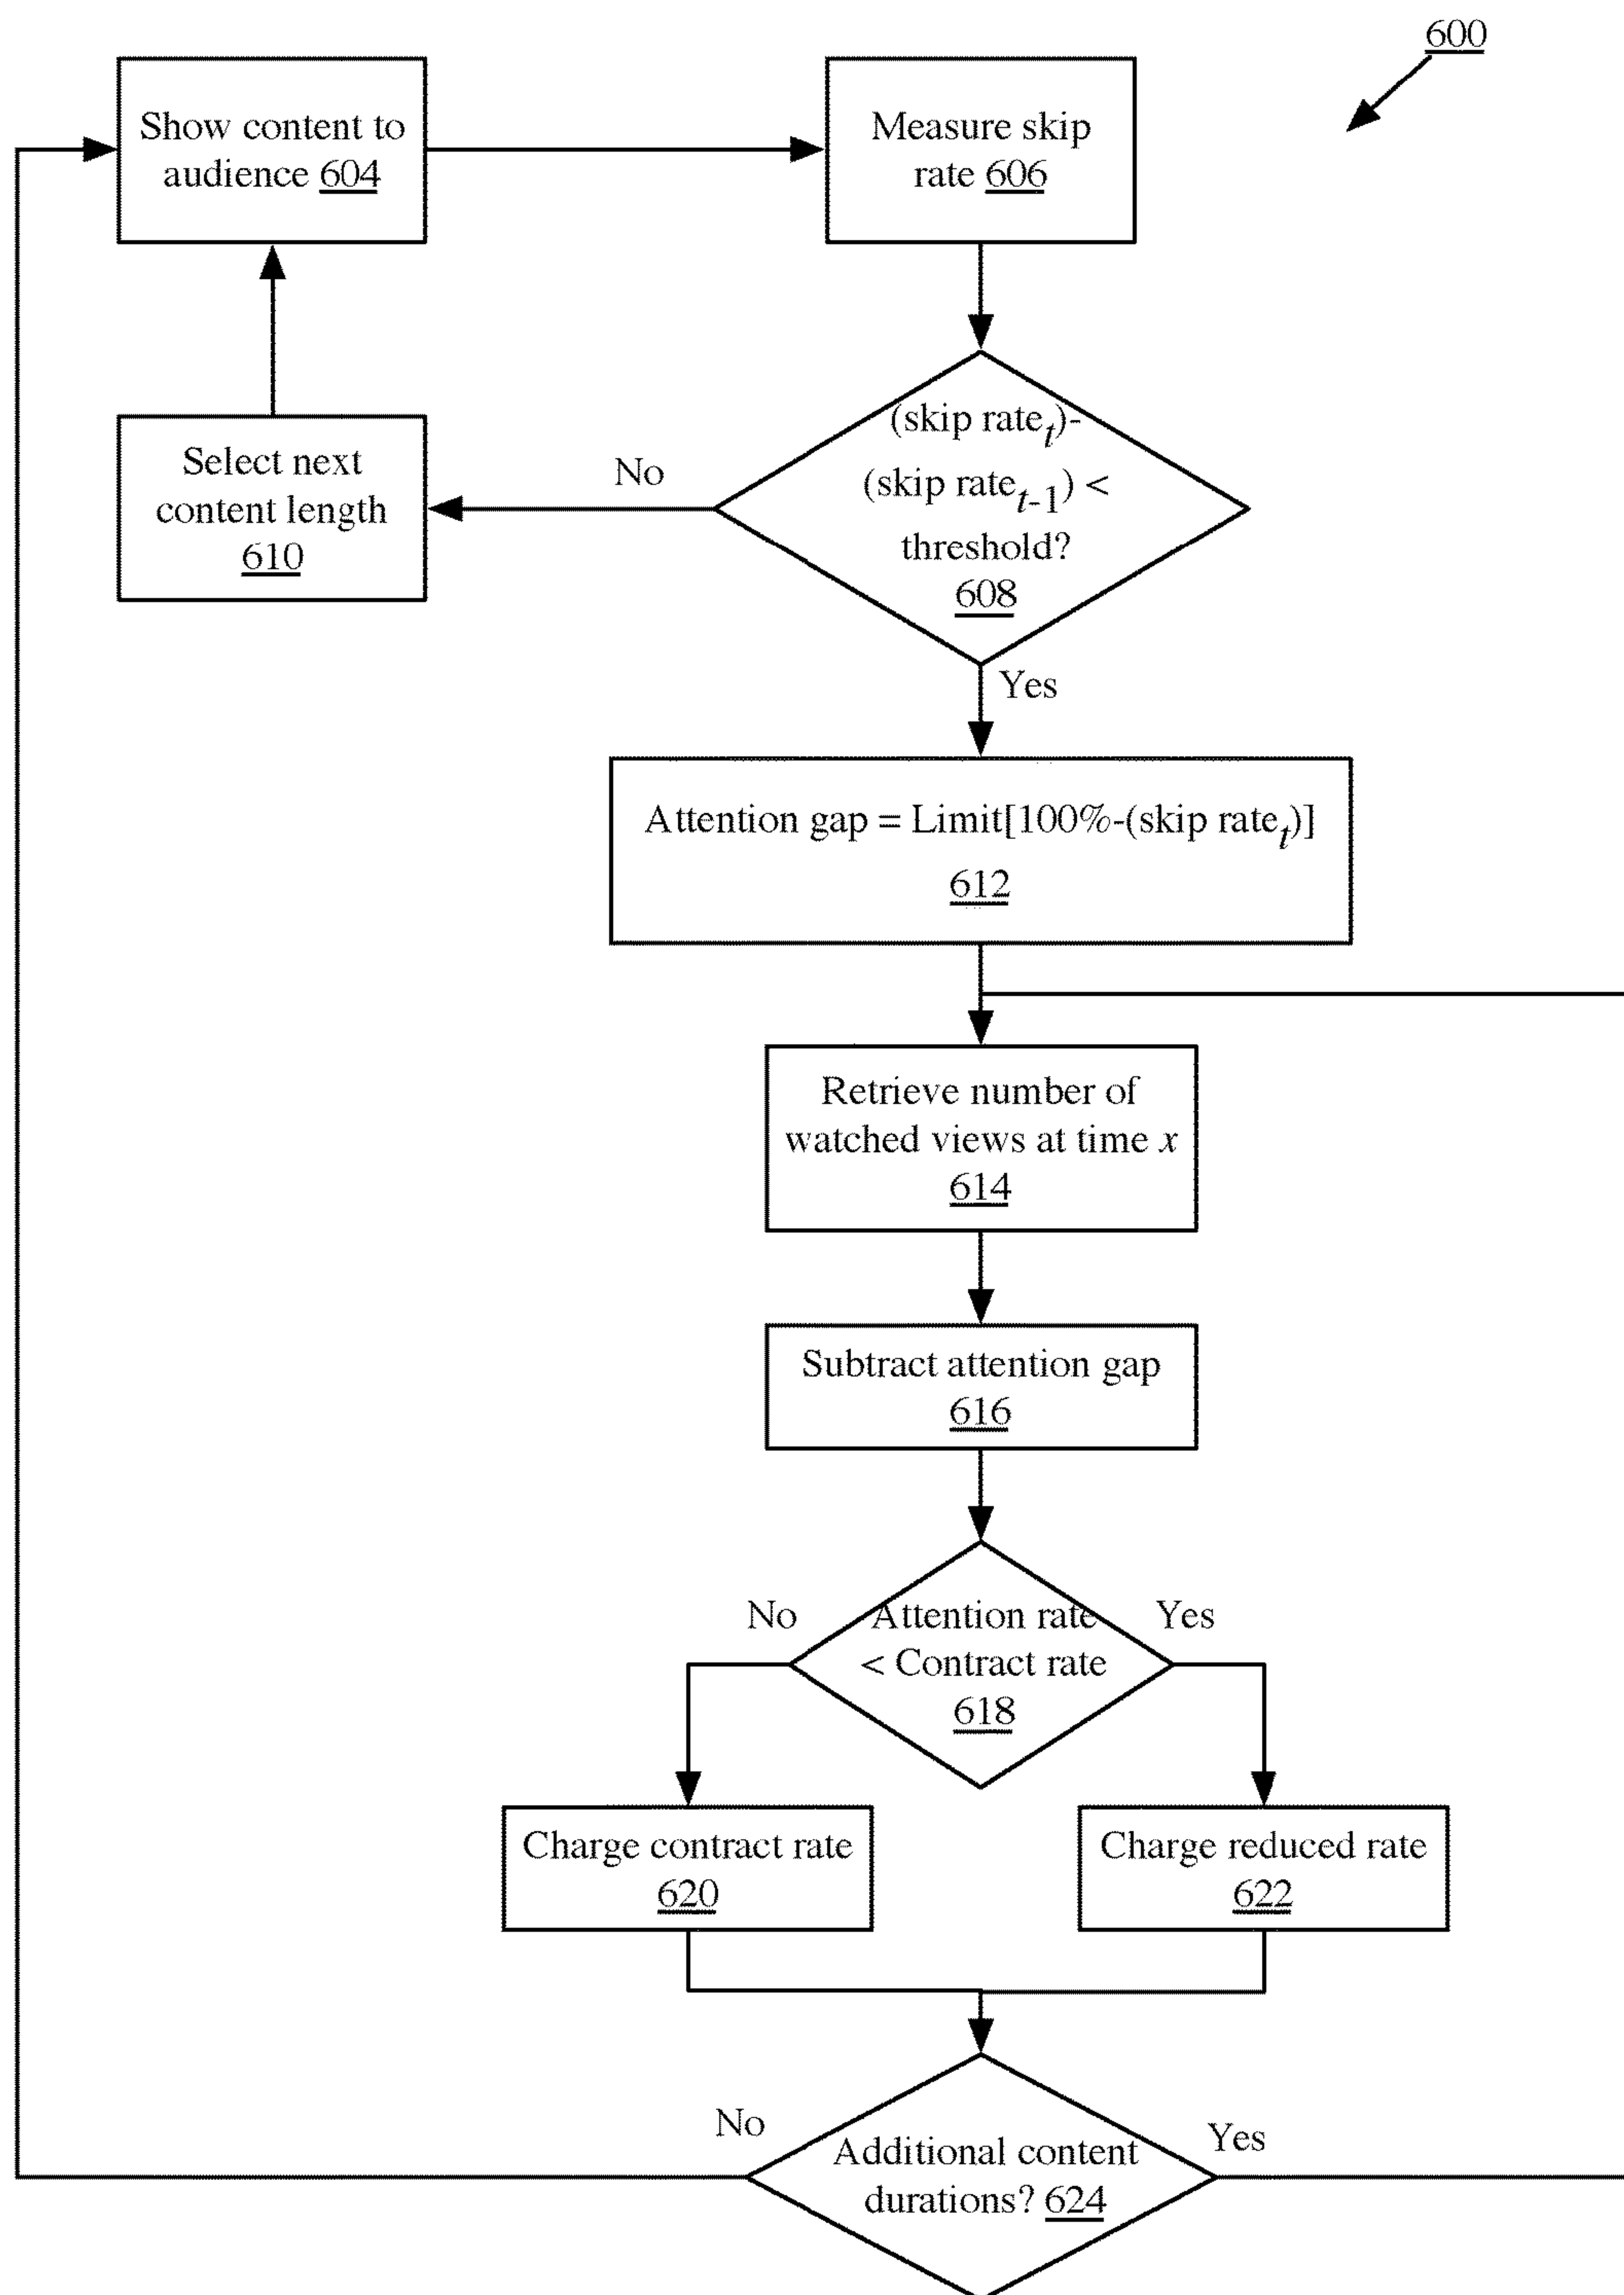 600
Show content to
audience 604
Measure skip
rate 606
(skip rate_t)-
(skip rate_t-1) <
threshold?
608
No
Select next
content length
610
Yes
Attention gap = Limit[100%-(skip rate_t)]
612
Retrieve number of
watched views at time x
614
Subtract attention gap
616
No
Attention rate
< Contract rate
618
Yes
Charge contract rate
620
Charge reduced rate
622
No
Additional content
durations? 624
Yes